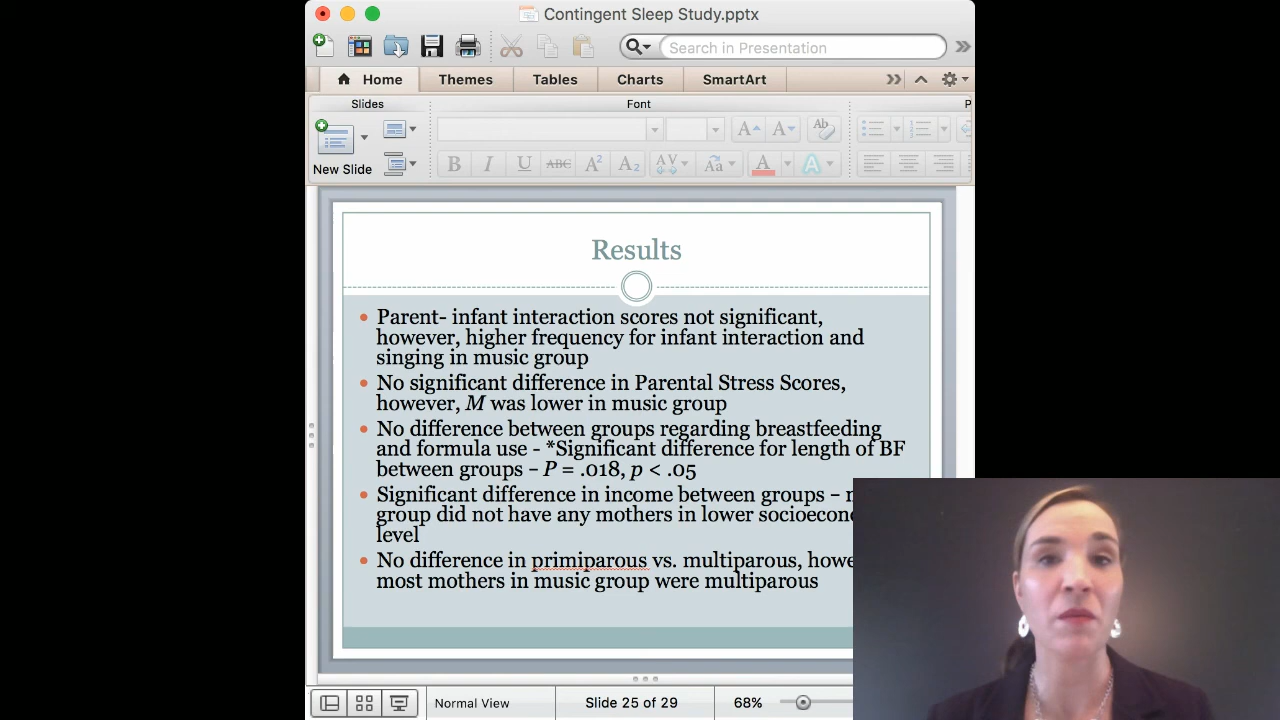 Contingent Sleep Study.pptx
Search in Presentation
Home
Themes
Tables
Charts
SmartArt
Slides
Font
P
New Slide
B I U ABC A² A₂ AV Aa A A
Results
Parent- infant interaction scores not significant,
however, higher frequency for infant interaction and
singing in music group
No significant difference in Parental Stress Scores,
however, M was lower in music group
No difference between groups regarding breastfeeding
and formula use - *Significant difference for length of BF
between groups – P = .018, p < .05
Significant difference in income between groups –
group did not have any mothers in lower
level
No difference in primiparous vs. multiparous,
most mothers in music group were multiparous
Normal View
Slide 25 of 29
68%